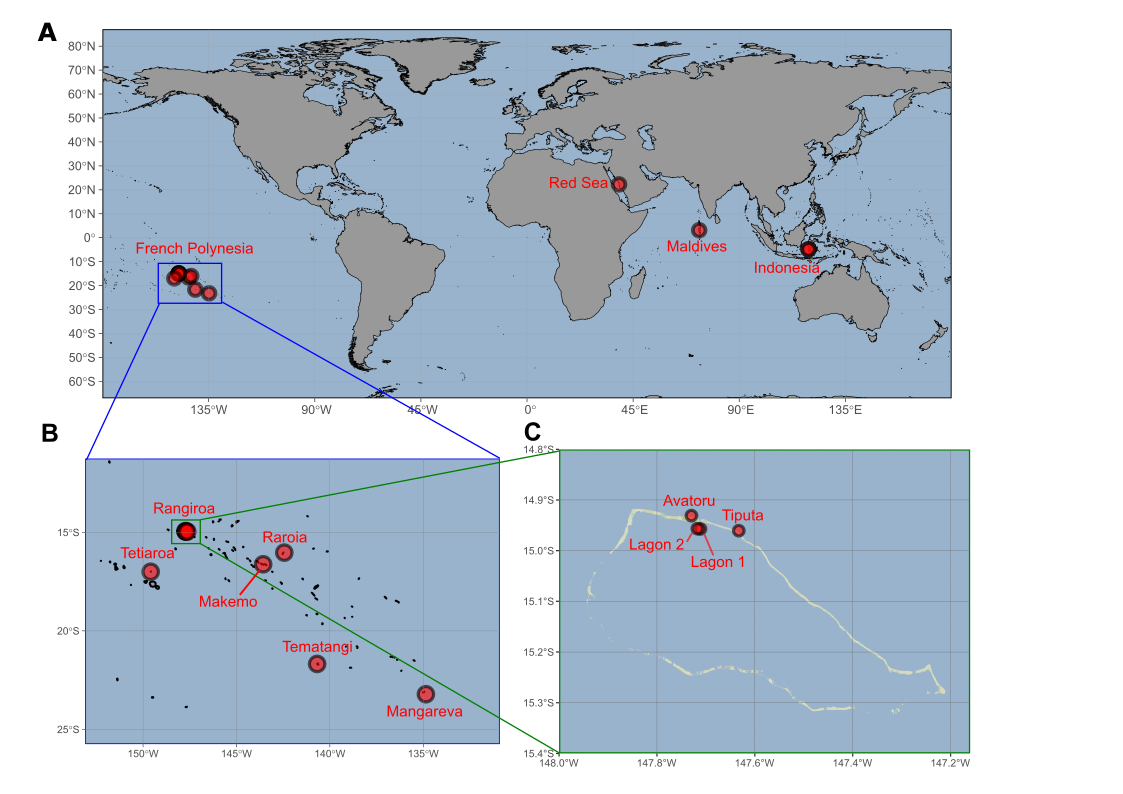 A
80°N
70°N
60°N
50°N
40°N
30°N
20°N
10°N
0°
10°S
20°S
30°S
40°S
50°S
60°S
Red Sea
Maldives
Indonesia
French Polynesia
135°W
90°W
45°W
0°
45°E
90°E
135°E
B
15°S
20°S
25°S
Rangiroa
Tetiaroa
Raroia
Makemo
Tematangi
Mangareva
150°W
145°W
140°W
135°W
C
14.8°S
14.9°S
15.0°S
15.1°S
15.2°S
15.3°S
15.4°S
Avatoru
Tiputa
Lagon 2
Lagon 1
148.0°W
147.8°W
147.6°W
147.4°W
147.2°W